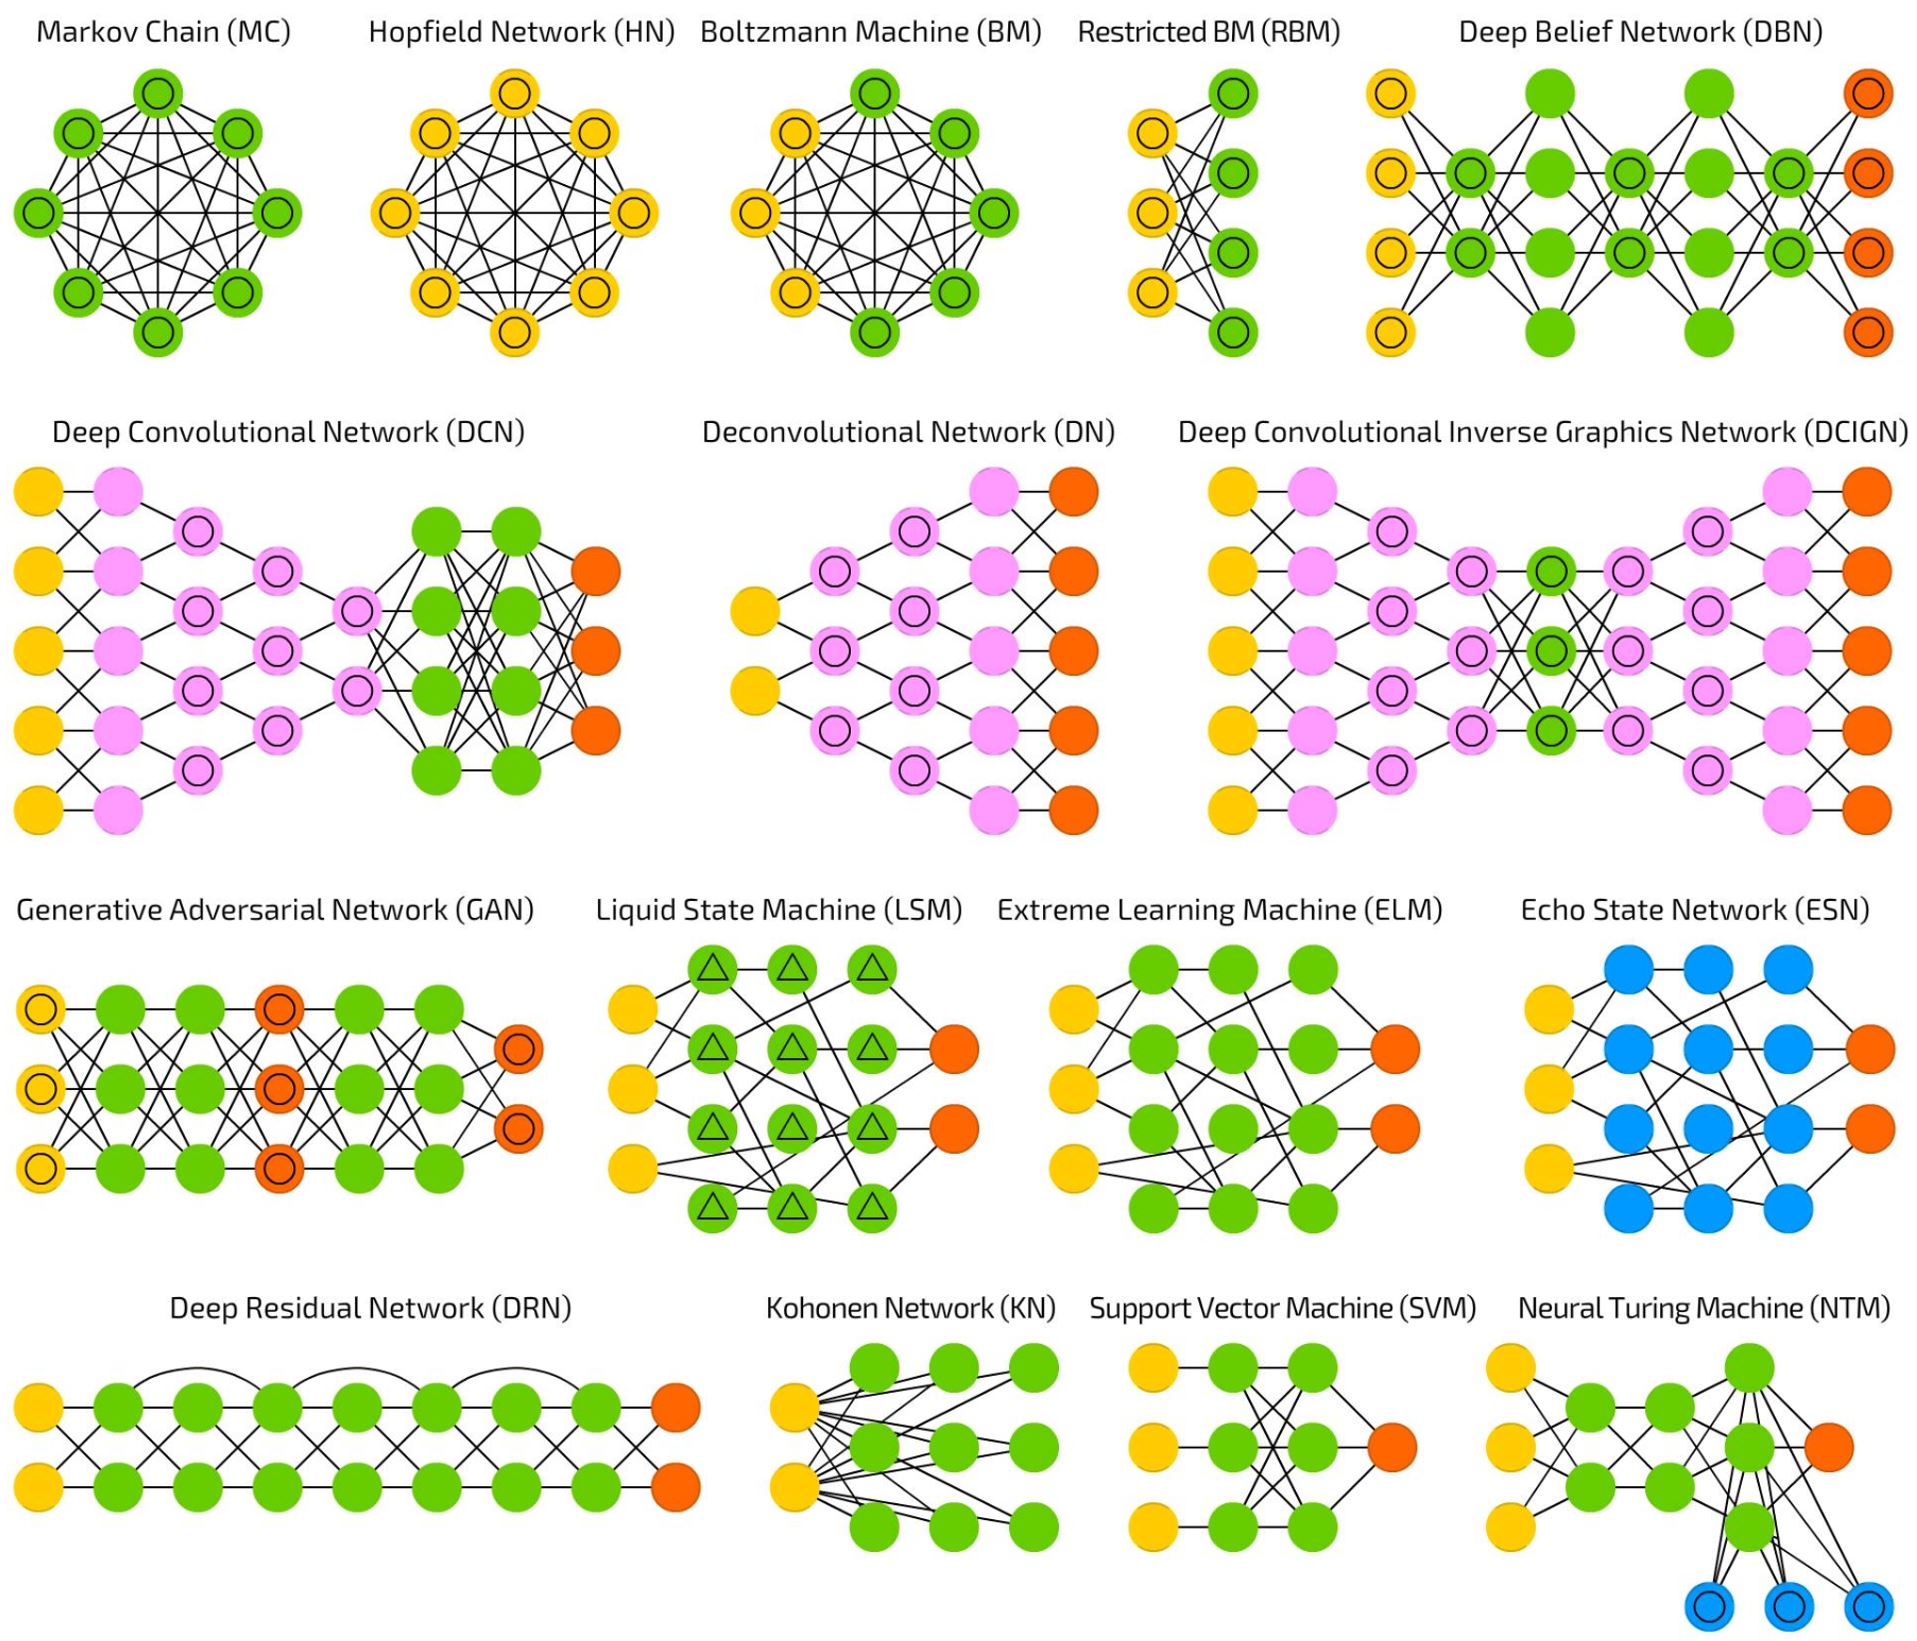 Markov Chain (MC)
Hopfield Network (HN)
Boltzmann Machine (BM)
Restricted BM (RBM)
Deep Belief Network (DBN)
Deep Convolutional Network (DCN)
Deconvolutional Network (DN)
Deep Convolutional Inverse Graphics Network (DCIGN)
Generative Adversarial Network (GAN)
Liquid State Machine (LSM)
Extreme Learning Machine (ELM)
Echo State Network (ESN)
Deep Residual Network (DRN)
Kohonen Network (KN)
Support Vector Machine (SVM)
Neural Turing Machine (NTM)